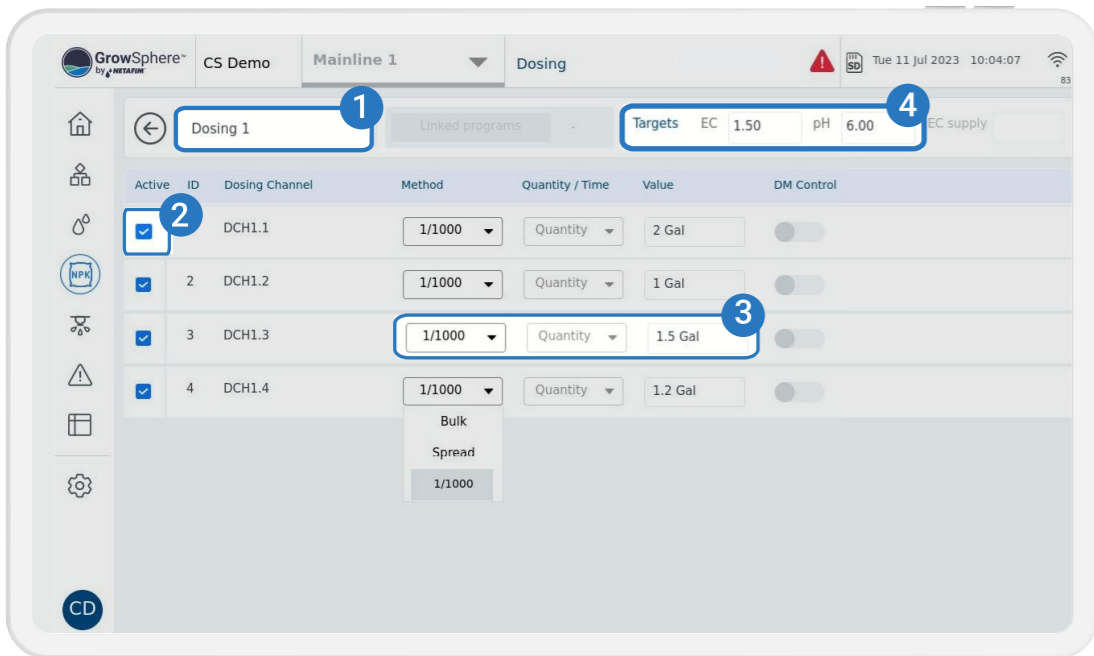 GrowSphere™
by NETAFIM
CS Demo
Mainline 1
Dosing
SD
Tue 11 Jul 2023 10:04:07
83
1
4
Dosing 1
Linked programs -
Targets EC 1.50 pH 6.00
EC supply
Active ID Dosing Channel Method Quantity / Time Value DM Control
2
DCH1.1 1/1000 Quantity 2 Gal
NPK
2 DCH1.2 1/1000 Quantity 1 Gal
3
3 DCH1.3 1/1000 Quantity 1.5 Gal
4 DCH1.4 1/1000 Quantity 1.2 Gal
Bulk
Spread
1/1000
CD